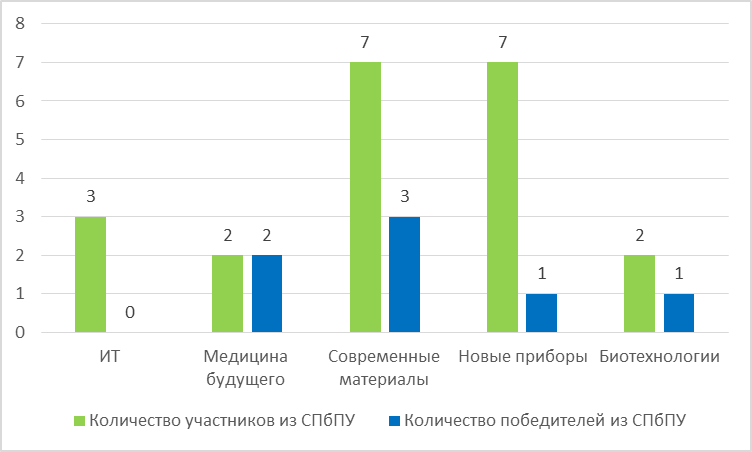 8
7
6
5
4
3
2
1
0
3
0
2
2
7
3
7
1
2
1
ИТ
Медицина
будущего
Современные
материалы
Новые приборы
Биотехнологии
Количество участников из СПбПУ
Количество победителей из СПбПУ